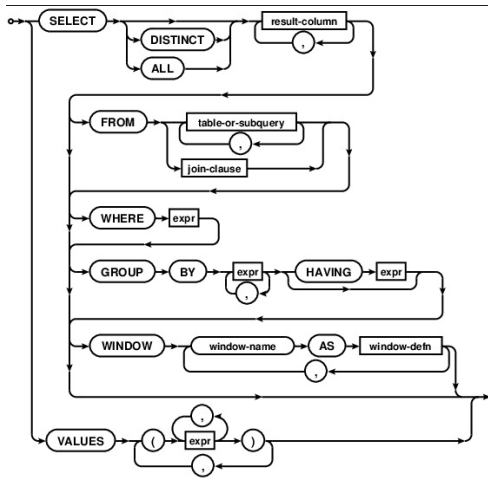 SELECT result-column
DISTINCT ,
ALL
FROM table-or-subquery
,
join-clause
WHERE expr
GROUP BY expr HAVING expr
,
WINDOW window-name AS window-defn
,
,
VALUES ( expr )
,